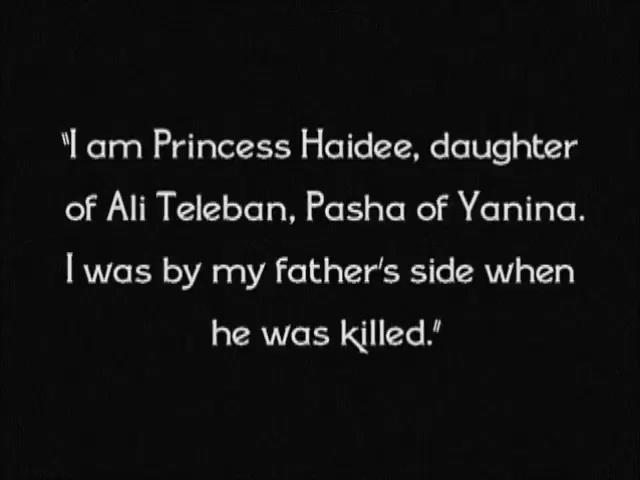 "I am Princess Haidee, daughter
of Ali Teleban, Pasha of Yanina.
I was by my father's side when
he was killed."